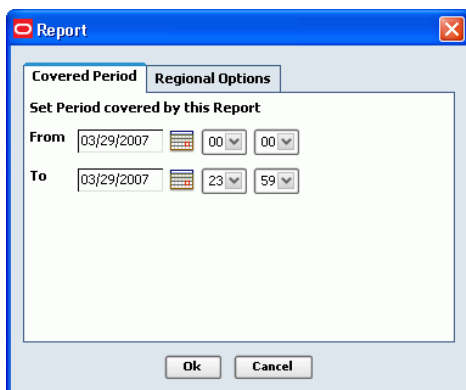 Report
Covered Period Regional Options
Set Period covered by this Report
From 03/29/2007 00 00
To 03/29/2007 23 59
Ok Cancel